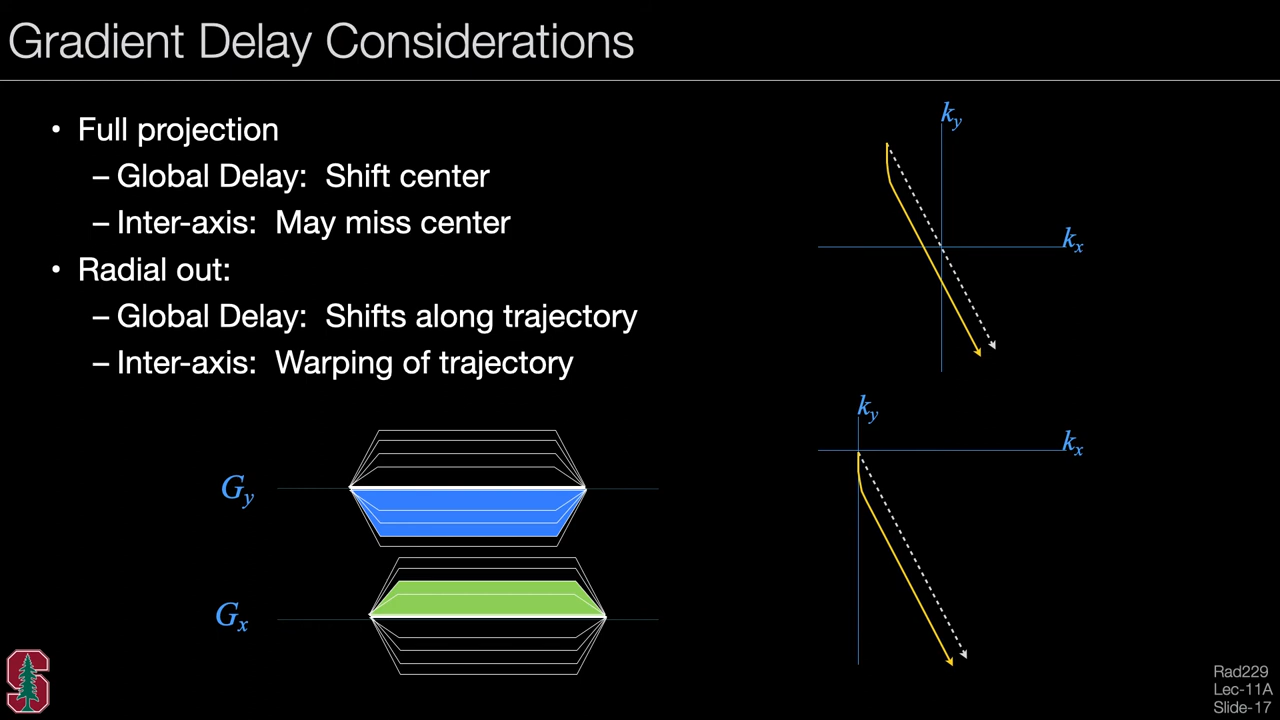 Gradient Delay Considerations
• Full projection
– Global Delay: Shift center
– Inter-axis: May miss center
• Radial out:
– Global Delay: Shifts along trajectory
– Inter-axis: Warping of trajectory
k_y
k_x
k_y
k_x
G_y
G_x
S
Rad229
Lec-11A
Slide-17